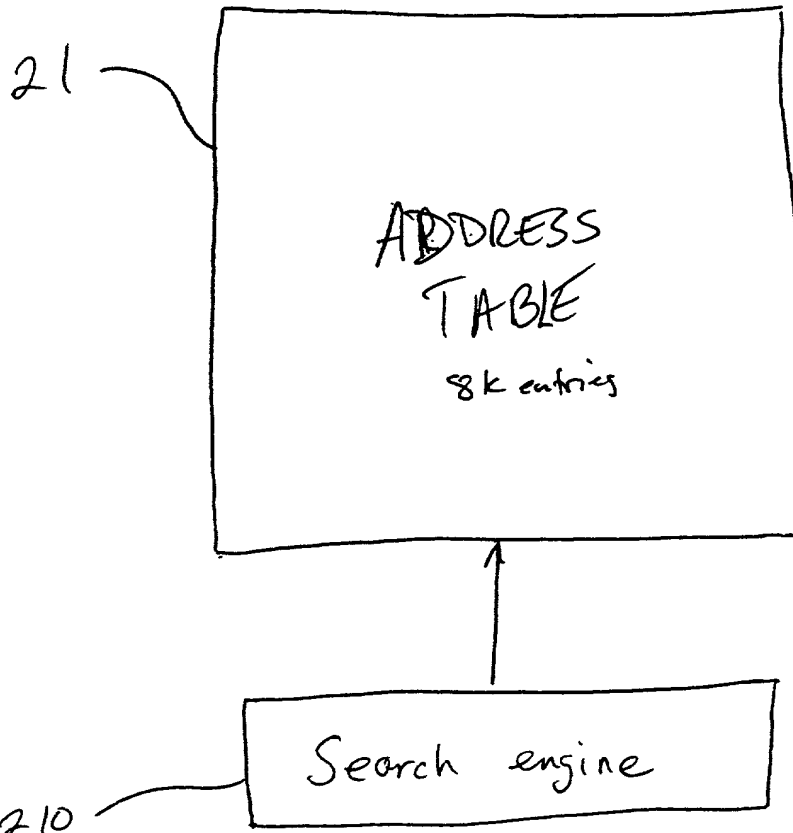 21
ADDRESS
TABLE
8k entries
Search engine
210